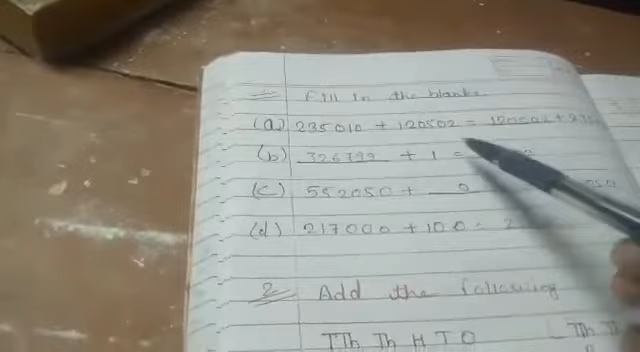 Fill in the blanks.
(a) 235010 + 120502 = 120502 +
(b) 326799 + 1 =
(c) 552050 + 0
(d) 217000 + 100 =
2 Add the following
TTh Th H T O